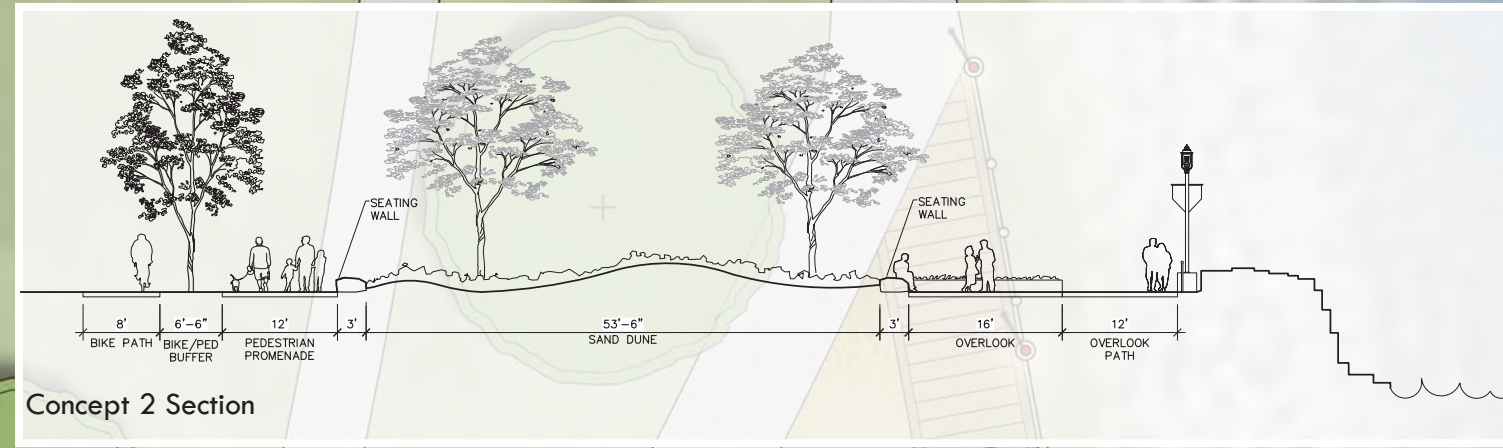 SEATING
WALL
SEATING
WALL
8' 6'-6" 12' 3' 53'-6" 3' 16' 12'
BIKE PATH
BIKE/PED
BUFFER
PEDESTRIAN
PROMENADE
SAND DUNE
OVERLOOK
OVERLOOK
PATH
Concept 2 Section